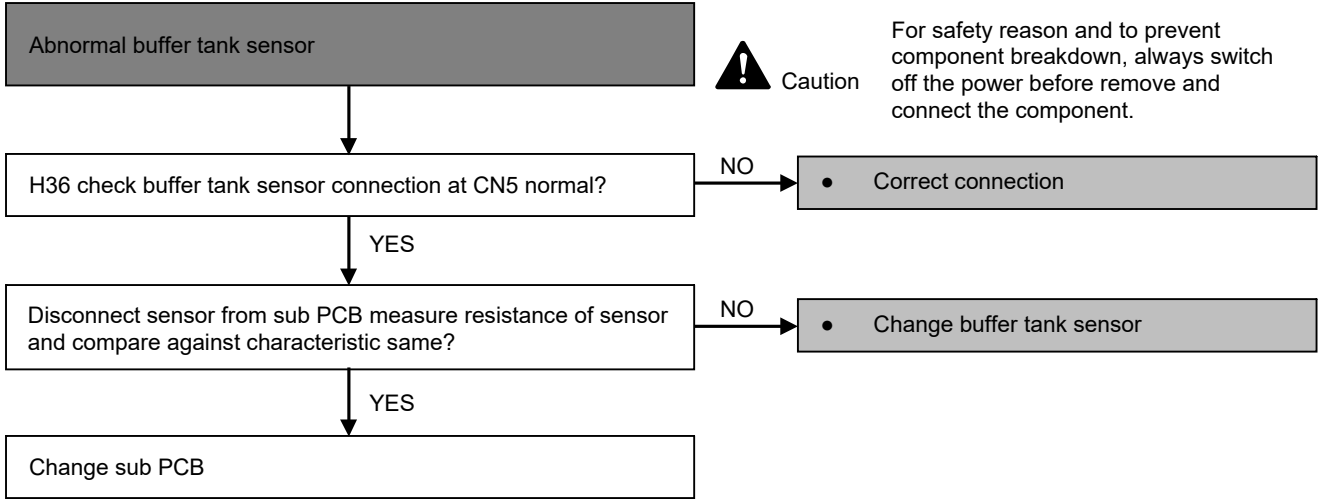 Abnormal buffer tank sensor
Caution
For safety reason and to prevent
component breakdown, always switch
off the power before remove and
connect the component.
H36 check buffer tank sensor connection at CN5 normal?
NO
● Correct connection
YES
Disconnect sensor from sub PCB measure resistance of sensor
and compare against characteristic same?
NO
● Change buffer tank sensor
YES
Change sub PCB